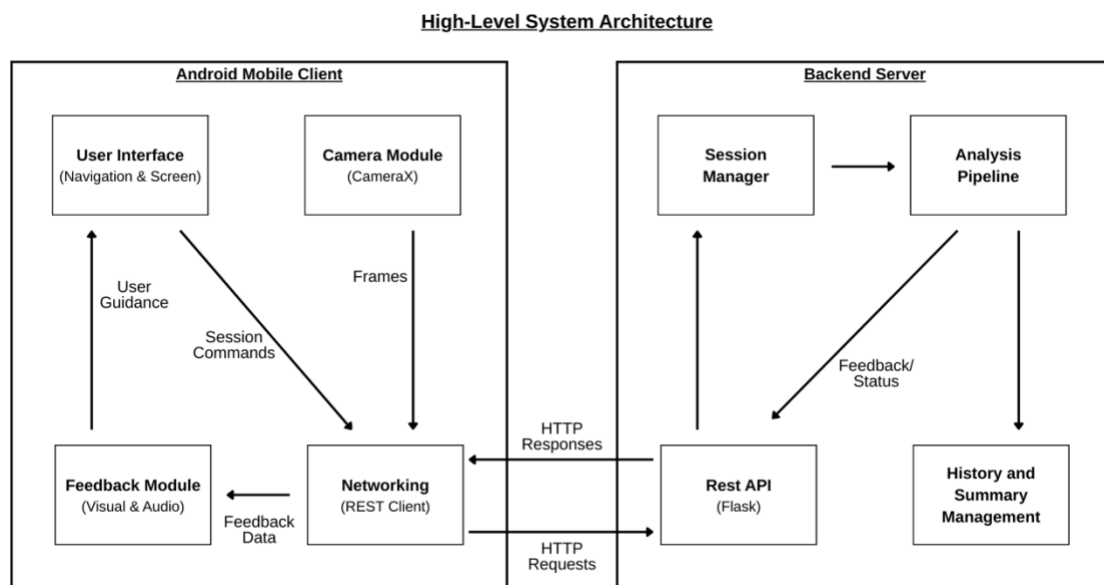 High-Level System Architecture
Android Mobile Client
User Interface
(Navigation & Screen)
Camera Module
(CameraX)
User
Guidance
Session
Commands
Frames
Feedback Module
(Visual & Audio)
Feedback
Data
Networking
(REST Client)
HTTP
Responses
HTTP
Requests
Backend Server
Session
Manager
Analysis
Pipeline
Feedback/
Status
Rest API
(Flask)
History and
Summary
Management